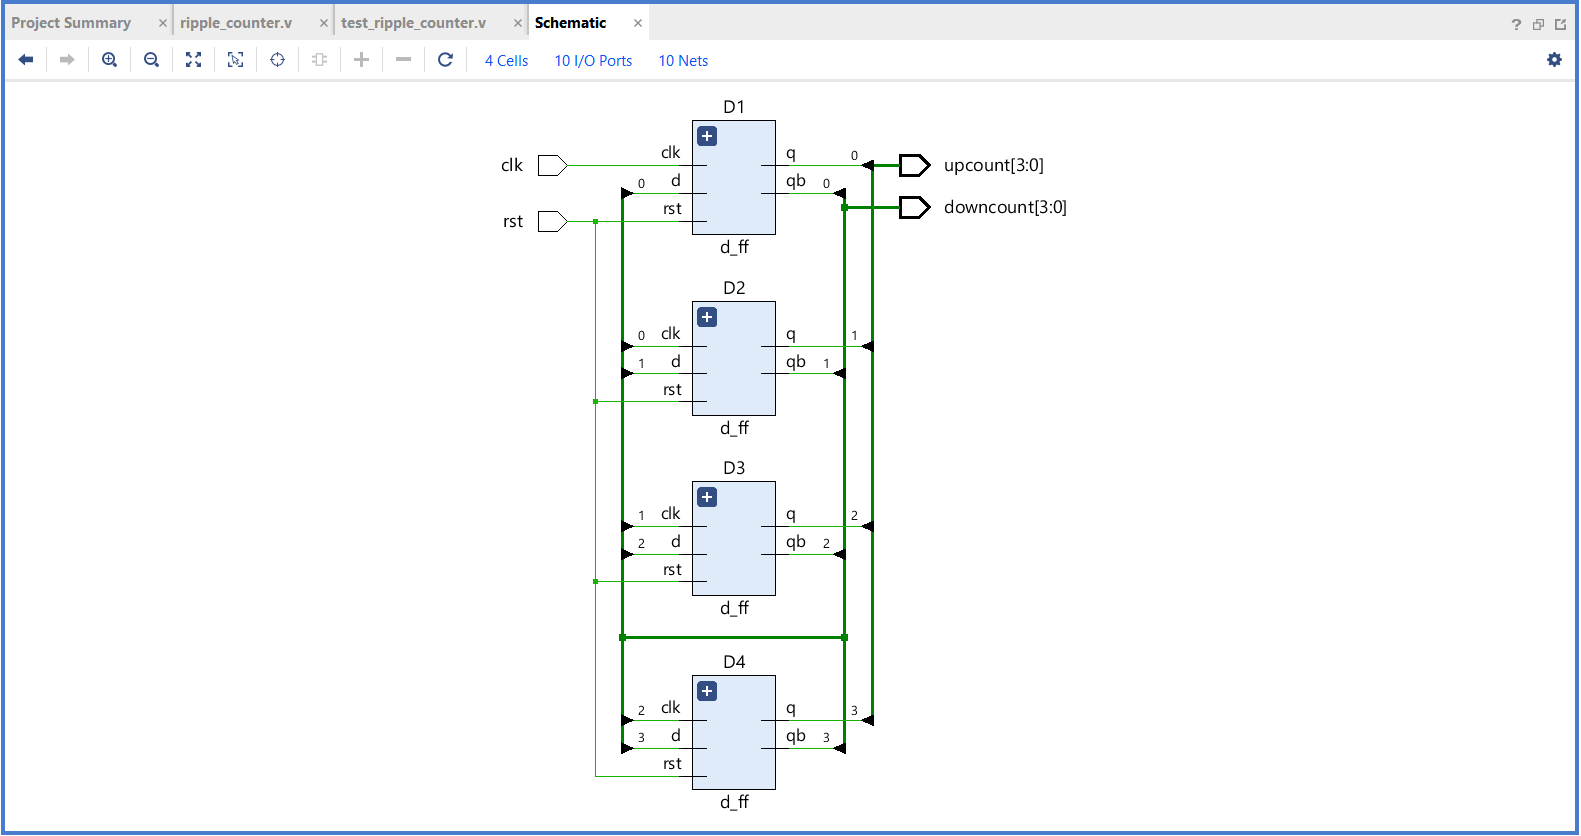 Project Summary × ripple_counter.v × test_ripple_counter.v × Schematic × ?
4 Cells 10 I/O Ports 10 Nets
D1
clk clk q 0 upcount[3:0]
0 d qb 0
rst rst downcount[3:0]
d_ff
D2
0 clk q 1
1 d qb 1
rst
d_ff
D3
1 clk q 2
2 d qb 2
rst
d_ff
D4
2 clk q 3
3 d qb 3
rst
d_ff